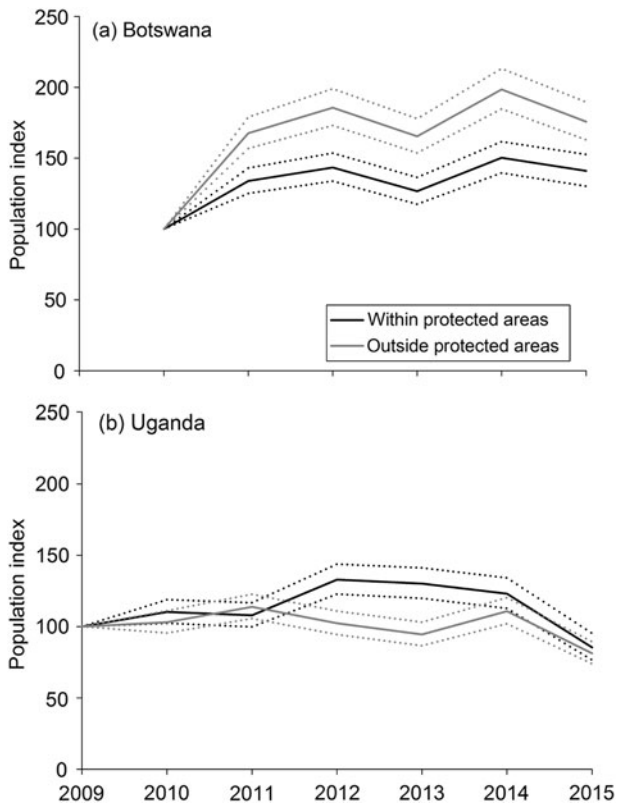 250
(a) Botswana
200
150
100
50
0
Population index
Within protected areas
Outside protected areas
250
(b) Uganda
200
150
100
50
0
Population index
2009 2010 2011 2012 2013 2014 2015